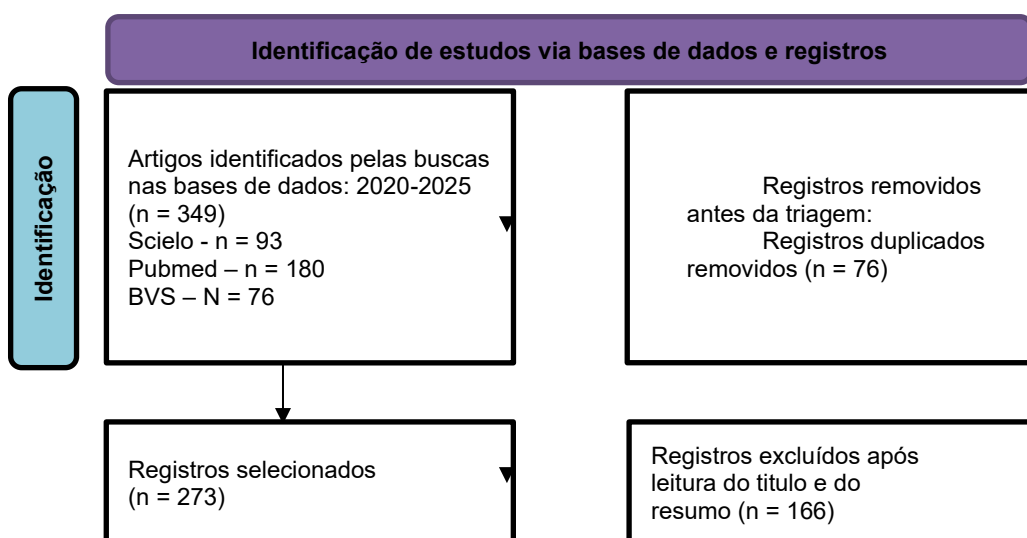 Identificação de estudos via bases de dados e registros
Identificação
Artigos identificados pelas buscas
nas bases de dados: 2020-2025
(n = 349)
Scielo - n = 93
Pubmed – n = 180
BVS – N = 76
Registros removidos
antes da triagem:
Registros duplicados
removidos (n = 76)
Registros selecionados
(n = 273)
Registros excluídos após
leitura do titulo e do
resumo (n = 166)